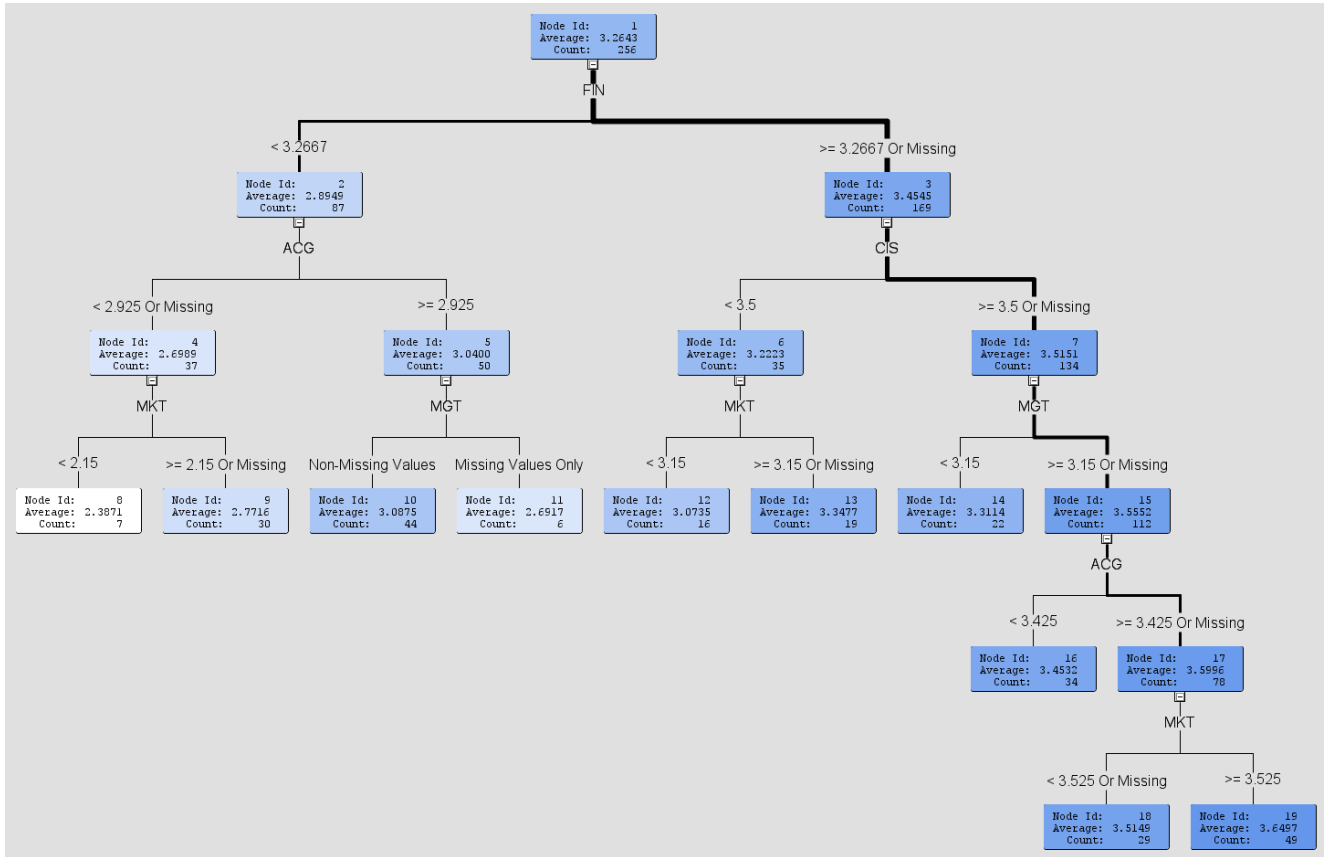 Node Id: 1
Average: 3.2643
Count: 256
FIN
< 3.2667
>= 3.2667 Or Missing
Node Id: 2
Average: 2.8949
Count: 87
Node Id: 3
Average: 3.4545
Count: 169
ACG
CIS
< 2.925 Or Missing
>= 2.925
< 3.5
>= 3.5 Or Missing
Node Id: 4
Average: 2.6989
Count: 37
Node Id: 5
Average: 3.0400
Count: 50
Node Id: 6
Average: 3.2223
Count: 35
Node Id: 7
Average: 3.5151
Count: 134
MKT
MGT
MKT
MGT
< 2.15
>= 2.15 Or Missing
Non-Missing Values
Missing Values Only
< 3.15
>= 3.15 Or Missing
< 3.15
>= 3.15 Or Missing
Node Id: 8
Average: 2.3871
Count: 7
Node Id: 9
Average: 2.7716
Count: 30
Node Id: 10
Average: 3.0875
Count: 44
Node Id: 11
Average: 2.6917
Count: 6
Node Id: 12
Average: 3.0735
Count: 16
Node Id: 13
Average: 3.3477
Count: 19
Node Id: 14
Average: 3.3114
Count: 22
Node Id: 15
Average: 3.5552
Count: 112
ACG
< 3.425
>= 3.425 Or Missing
Node Id: 16
Average: 3.4532
Count: 34
Node Id: 17
Average: 3.5996
Count: 78
MKT
< 3.525 Or Missing
>= 3.525
Node Id: 18
Average: 3.5149
Count: 29
Node Id: 19
Average: 3.6497
Count: 49